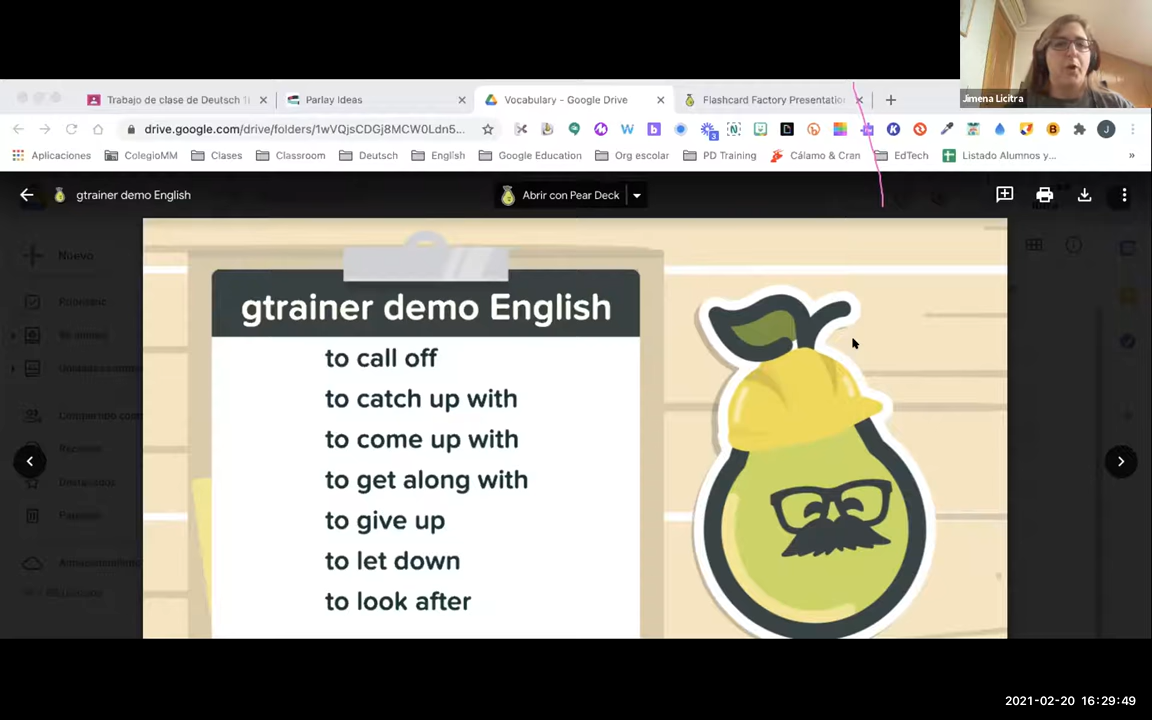 Jimena Licitra
Trabajo de clase de Deutsch 1
Parlay Ideas
Vocabulary - Google Drive
Flashcard Factory Presentatio
drive.google.com/drive/folders/1wVQjsCDGj8MCW0Ldn5...
Aplicaciones
ColegioMM
Clases
Classroom
Deutsch
English
Google Education
Org escolar
PD Training
Cálamo & Cran
EdTech
Listado Alumnos y...
»
gtrainer demo English
Abrir con Pear Deck
Nuevo
gtrainer demo English
to call off
to catch up with
to come up with
to get along with
to give up
to let down
to look after
2021-02-20 16:29:49